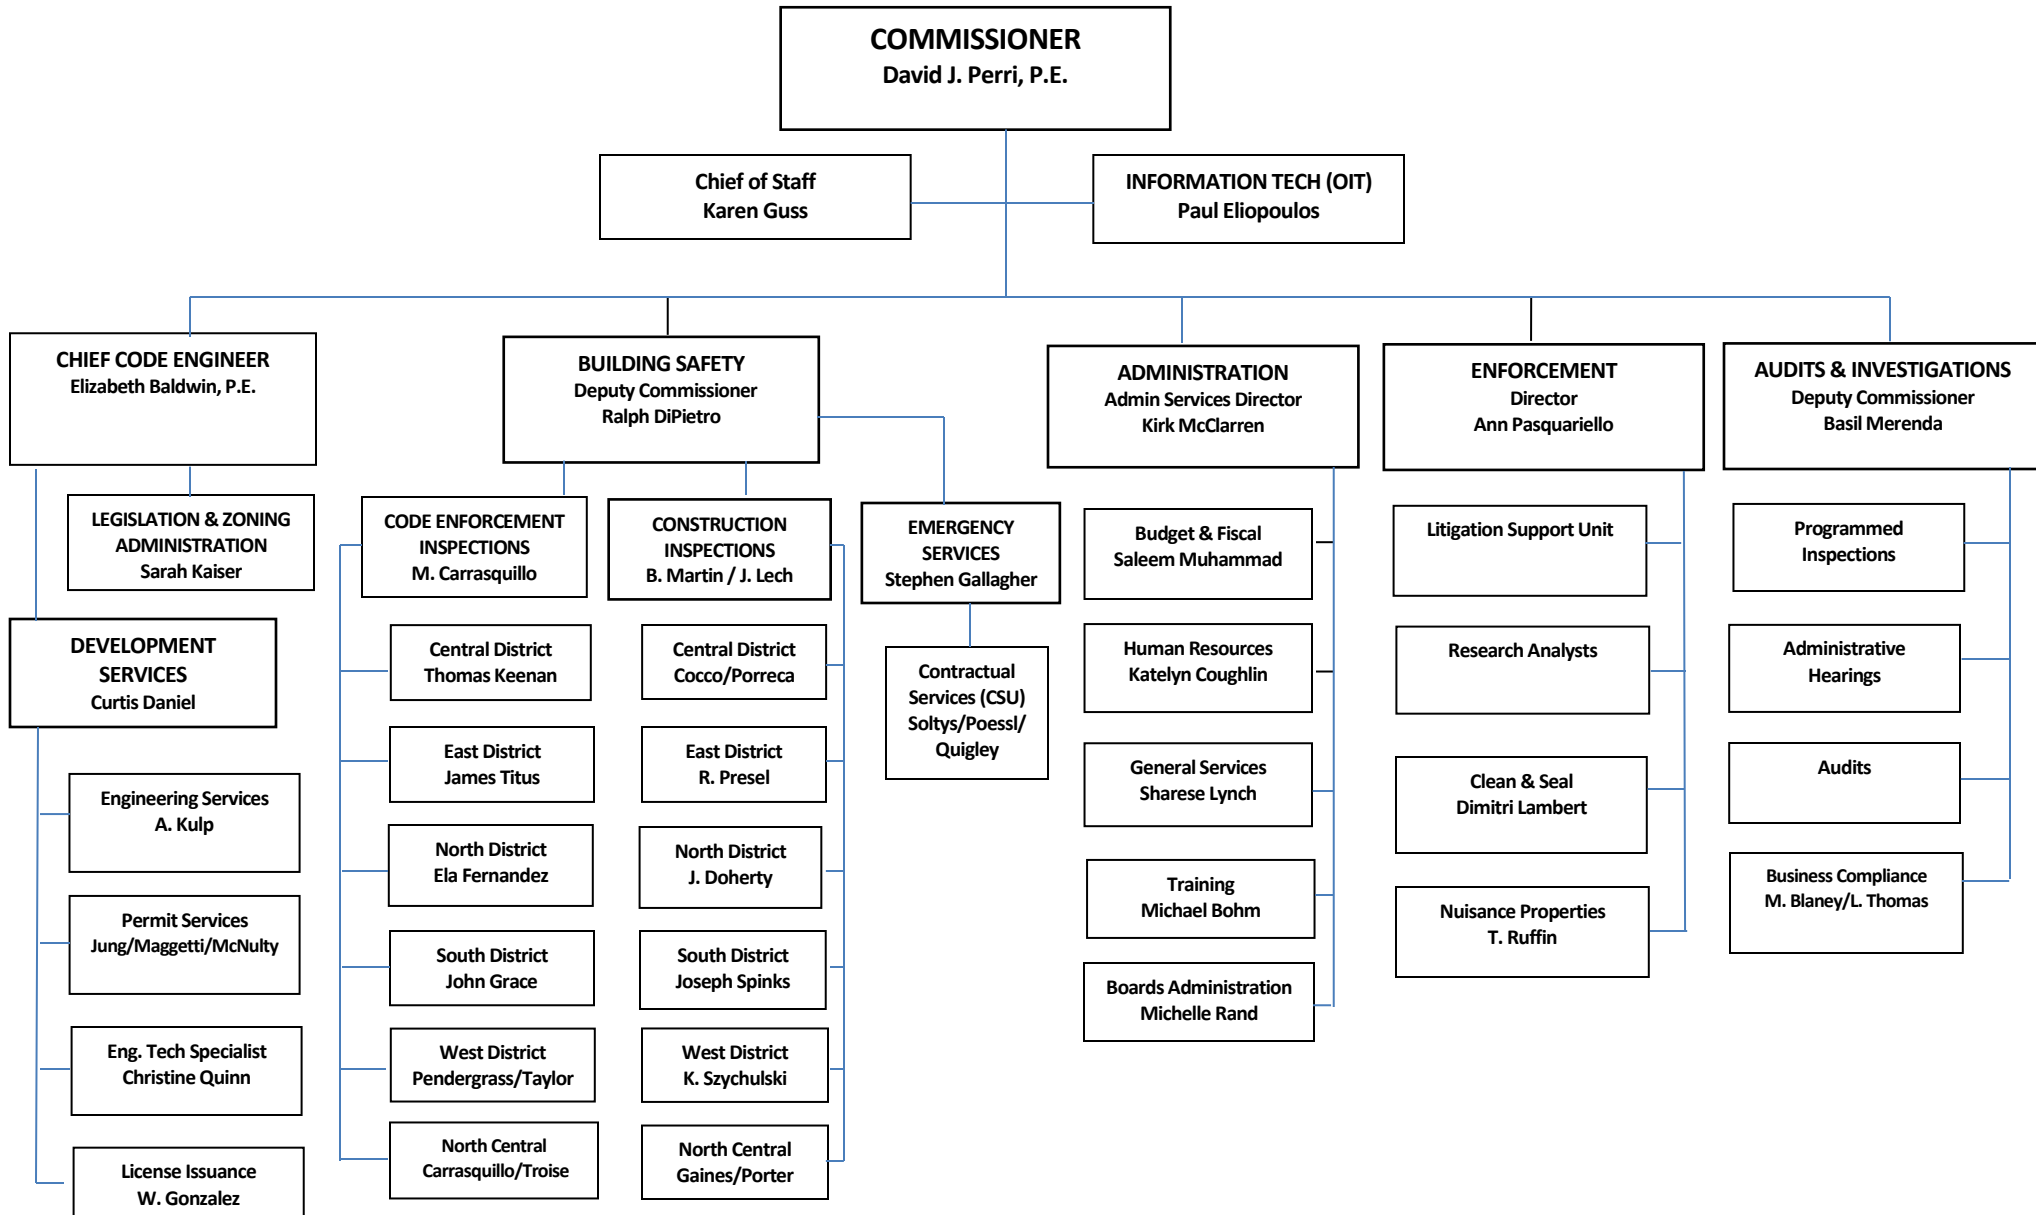 COMMISSIONER
David J. Perri, P.E.
Chief of Staff
Karen Guss
INFORMATION TECH (OIT)
Paul Eliopoulos
CHIEF CODE ENGINEER
Elizabeth Baldwin, P.E.
BUILDING SAFETY
Deputy Commissioner
Ralph DiPietro
ADMINISTRATION
Admin Services Director
Kirk McClarren
ENFORCEMENT
Director
Ann Pasquariello
AUDITS & INVESTIGATIONS
Deputy Commissioner
Basil Merenda
LEGISLATION & ZONING
ADMINISTRATION
Sarah Kaiser
DEVELOPMENT
SERVICES
Curtis Daniel
Engineering Services
A. Kulp
Permit Services
Jung/Maggetti/McNulty
Eng. Tech Specialist
Christine Quinn
License Issuance
W. Gonzalez
CODE ENFORCEMENT
INSPECTIONS
M. Carrasquillo
Central District
Thomas Keenan
East District
James Titus
North District
Ela Fernandez
South District
John Grace
West District
Pendergrass/Taylor
North Central
Carrasquillo/Troise
CONSTRUCTION
INSPECTIONS
B. Martin / J. Lech
Central District
Cocco/Porreca
East District
R. Presel
North District
J. Doherty
South District
Joseph Spinks
West District
K. Szychulski
North Central
Gaines/Porter
EMERGENCY
SERVICES
Stephen Gallagher
Contractual
Services (CSU)
Soltys/Poessl/
Quigley
Budget & Fiscal
Saleem Muhammad
Human Resources
Katelyn Coughlin
General Services
Sharese Lynch
Training
Michael Bohm
Boards Administration
Michelle Rand
Litigation Support Unit
Research Analysts
Clean & Seal
Dimitri Lambert
Nuisance Properties
T. Ruffin
Programmed
Inspections
Administrative
Hearings
Audits
Business Compliance
M. Blaney/L. Thomas